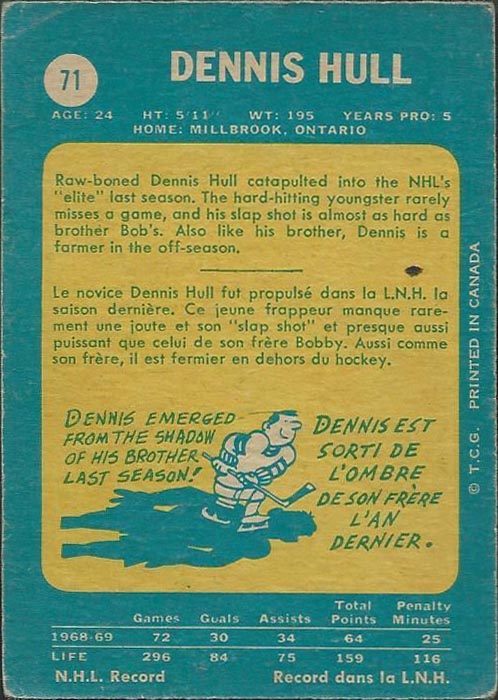 71
DENNIS HULL
AGE: 24 HT: 5'11" WT: 195 YEARS PRO: 5
HOME: MILLBROOK, ONTARIO
Raw-boned Dennis Hull catapulted into the NHL's
"elite" last season. The hard-hitting youngster rarely
misses a game, and his slap shot is almost as hard as
brother Bob's. Also like his brother, Dennis is a
farmer in the off-season.
Le novice Dennis Hull fut propulsé dans la L.N.H. la
saison dernière. Ce jeune frappeur manque rare-
ment une joute et son "slap shot" et presque aussi
puissant que celui de son frère Bobby. Aussi comme
son frère, il est fermier en dehors du hockey.
DENNIS EMERGED
FROM THE SHADOW
OF HIS BROTHER
LAST SEASON!
DENNIS EST
SORTI DE
L'OMBRE
DE SON FRÈRE
L'AN
DERNIER.
© T.C.G. PRINTED IN CANADA
Games Goals Assists Total Points Penalty Minutes
1968-69 72 30 34 64 25
LIFE 296 84 75 159 116
N.H.L. Record Record dans la L.N.H.